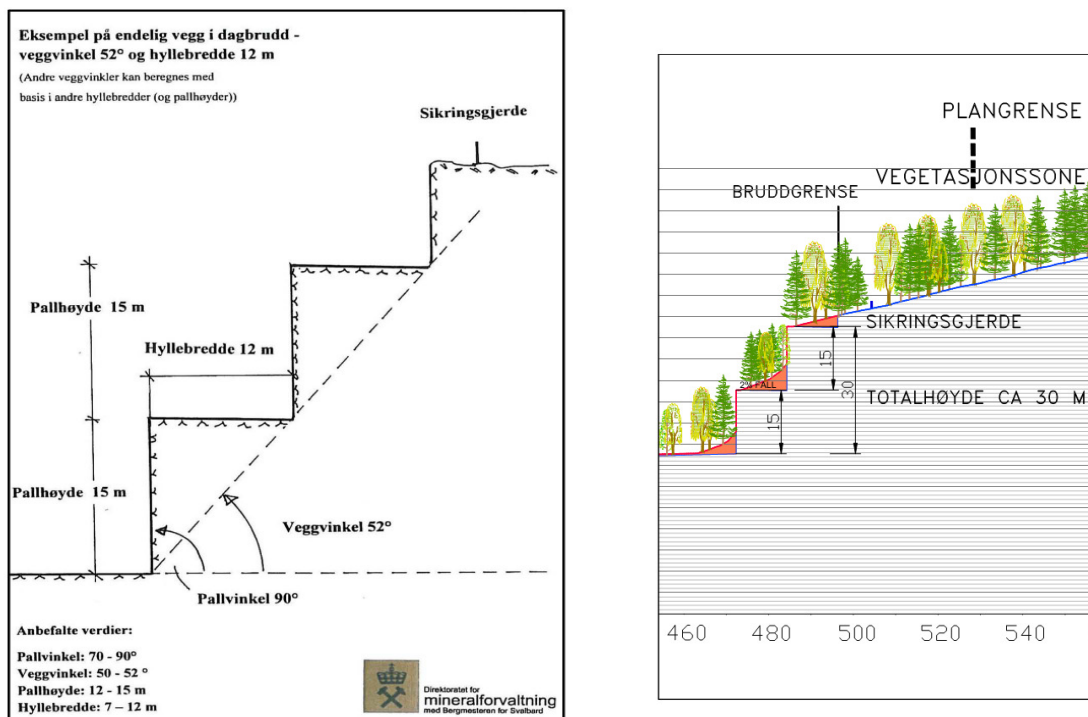 Eksempel på endelig vegg i dagbrudd -
veggvinkel 52° og hyllebredde 12 m
(Andre veggvinkler kan beregnes med
basis i andre hyllebredder (og pallhøyder))
Sikringsgjerde
Pallhøyde 15 m
Hyllebredde 12 m
Pallhøyde 15 m
Veggvinkel 52°
Pallvinkel 90°
Anbefalte verdier:
Pallvinkel: 70 - 90°
Veggvinkel: 50 - 52 °
Pallhøyde: 12 - 15 m
Hyllebredde: 7 – 12 m
Direktoratet for
mineralforvaltning
med Bergmesteren for Svalbard
PLANGRENSE
VEGETASJONSSONE
BRUDDGRENSE
SIKRINGSGJERDE
15
30
2% FALL
TOTALHØYDE CA 30 M
15
460 480 500 520 540